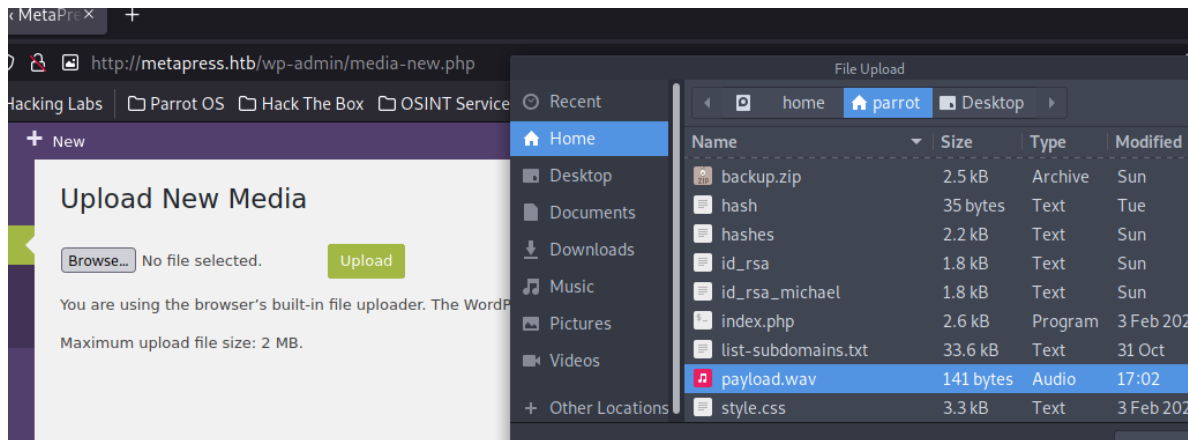 ‹ MetaPre × +
http://metapress.htb/wp-admin/media-new.php
Hacking Labs Parrot OS Hack The Box OSINT Service
+ New
Upload New Media
Browse... No file selected. Upload
You are using the browser's built-in file uploader. The WordP
Maximum upload file size: 2 MB.
File Upload
Recent
Home
Desktop
Documents
Downloads
Music
Pictures
Videos
+ Other Locations
home parrot Desktop
Name Size Type Modified
backup.zip 2.5 kB Archive Sun
hash 35 bytes Text Tue
hashes 2.2 kB Text Sun
id_rsa 1.8 kB Text Sun
id_rsa_michael 1.8 kB Text Sun
index.php 2.6 kB Program 3 Feb 202
list-subdomains.txt 33.6 kB Text 31 Oct
payload.wav 141 bytes Audio 17:02
style.css 3.3 kB Text 3 Feb 202